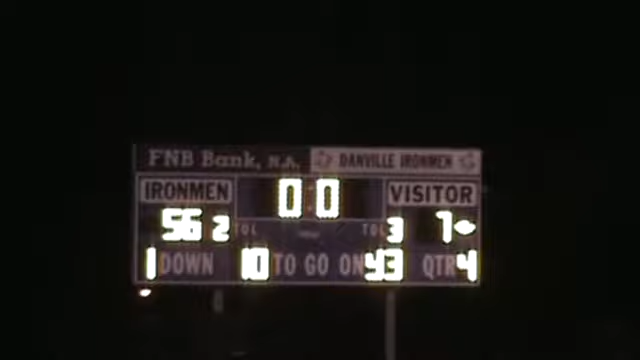 FNB Bank, N.A. DANVILLE IRONMEN
IRONMEN 0:0 VISITOR
56 2 TOL TOL 3 7
1 DOWN 10 TO GO ON 43 QTR 4